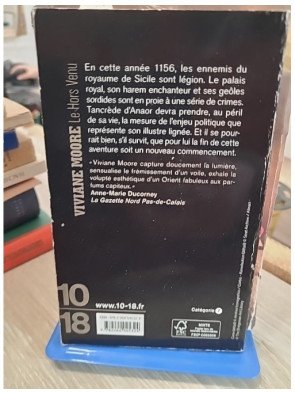 En cette année 1156, les ennemis du
royaume de Sicile sont légion. Le palais
royal, son harem enchanteur et ses geôles
sordides sont en proie à une série de crimes.
Tancrède d'Anaor devra prendre, au péril
de sa vie, la mesure de l'enjeu politique que
représente son illustre lignée. Et il se pour-
rait bien, s'il survit, que pour lui la fin de cette
aventure soit un nouveau commencement.
"Viviane Moore capture doucement la lumière,
sensualise le frémissement d'un voile, exhale la
volupté esthétique d'un Orient fabuleux aux par-
fums capiteux."
Anne-Marie Ducorney
La Gazette Nord Pas-de-Calais
VIVIANE MOORE Le Hors Venu
10
18
www.10-18.fr
Catégorie
FSC
MIXTE